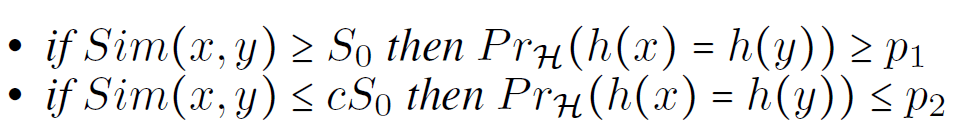 • if Sim(x, y) ≥ S₀ then Pr_ℋ(h(x) = h(y)) ≥ p₁
• if Sim(x, y) ≤ cS₀ then Pr_ℋ(h(x) = h(y)) ≤ p₂